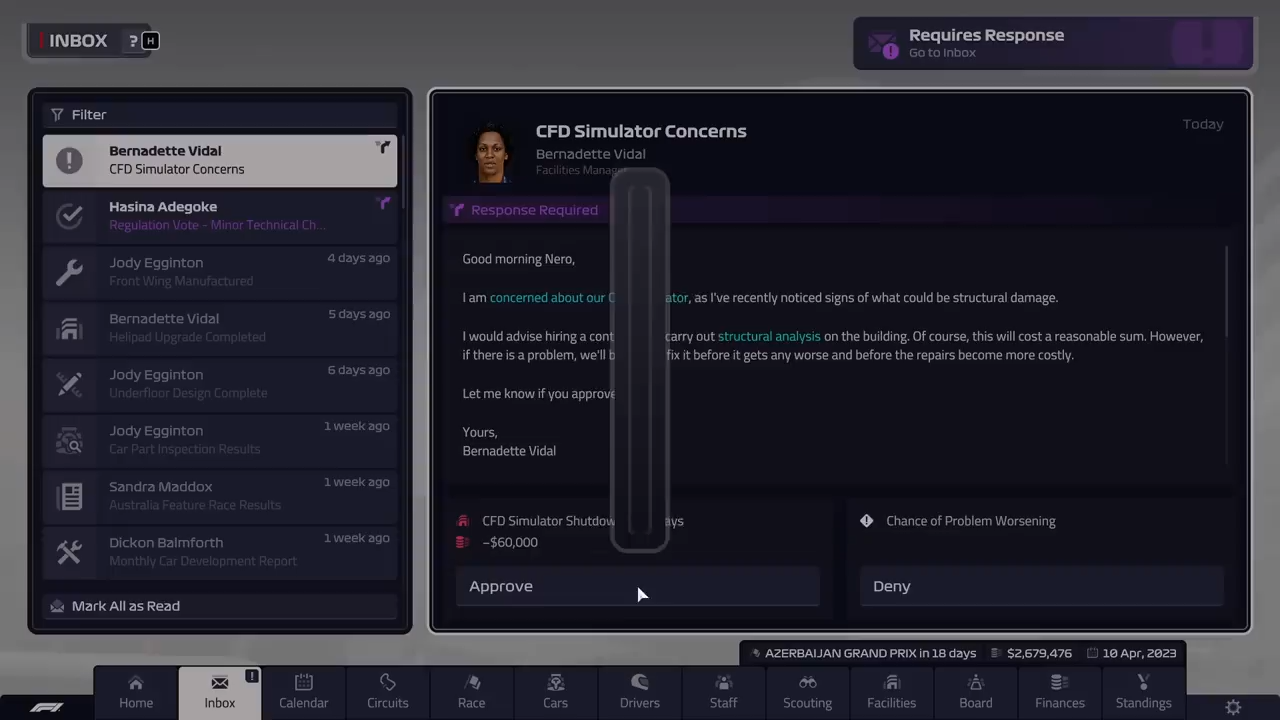 INBOX ? H
Requires Response
Go to Inbox
Filter
Bernadette Vidal
CFD Simulator Concerns
Hasina Adegoke
Regulation Vote - Minor Technical Ch...
Jody Egginton 4 days ago
Front Wing Manufactured
Bernadette Vidal 5 days ago
Helipad Upgrade Completed
Jody Egginton 6 days ago
Underfloor Design Complete
Jody Egginton 1 week ago
Car Part Inspection Results
Sandra Maddox 1 week ago
Australia Feature Race Results
Dickon Balmforth 1 week ago
Monthly Car Development Report
Mark All as Read
CFD Simulator Concerns Today
Bernadette Vidal
Facilities Manager
Response Required
Good morning Nero,
I am concerned about our , as I've recently noticed signs of what could be structural damage.
I would advise hiring a carry out structural analysis on the building. Of course, this will cost a reasonable sum. However,
if there is a problem, we'll fix it before it gets any worse and before the repairs become more costly.
Let me know if you approve
Yours,
Bernadette Vidal
CFD Simulator Shutdown
-$60,000
Approve
Chance of Problem Worsening
Deny
AZERBAIJAN GRAND PRIX in 18 days $2,679,476 10 Apr, 2023
Home
Inbox
Calendar
Circuits
Race
Cars
Drivers
Staff
Scouting
Facilities
Board
Finances
Standings